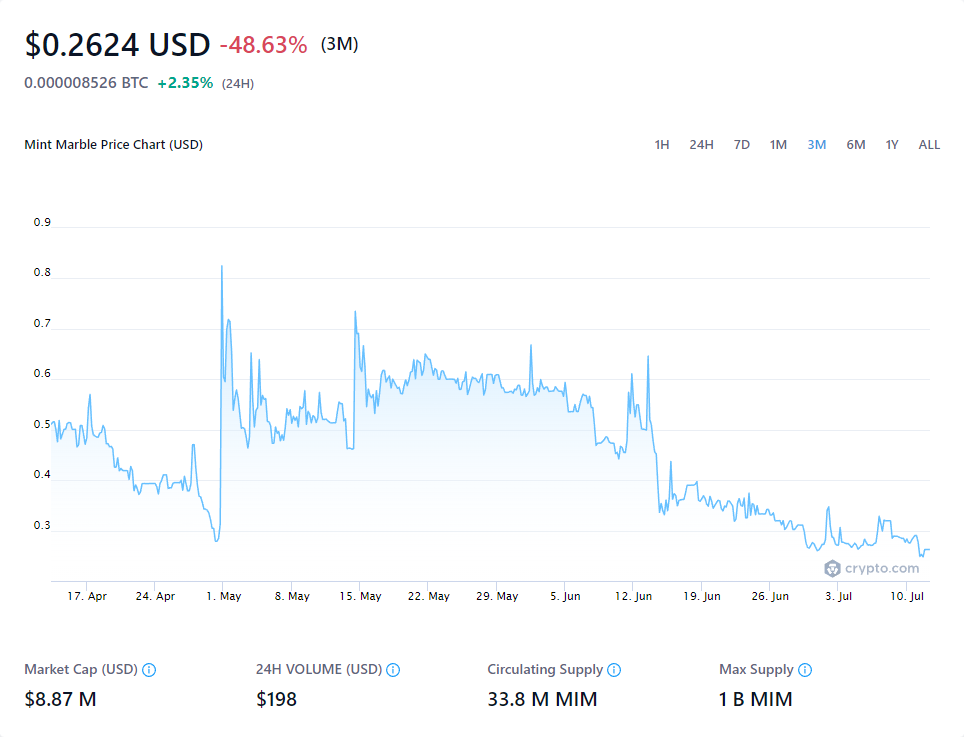 $0.2624 USD -48.63% (3M)
0.000008526 BTC +2.35% (24H)
Mint Marble Price Chart (USD)
1H 24H 7D 1M 3M 6M 1Y ALL
0.9
0.8
0.7
0.6
0.5
0.4
0.3
crypto.com
17. Apr 24. Apr 1. May 8. May 15. May 22. May 29. May 5. Jun 12. Jun 19. Jun 26. Jun 3. Jul 10. Jul
Market Cap (USD) 24H VOLUME (USD) Circulating Supply Max Supply
$8.87 M $198 33.8 M MIM 1 B MIM